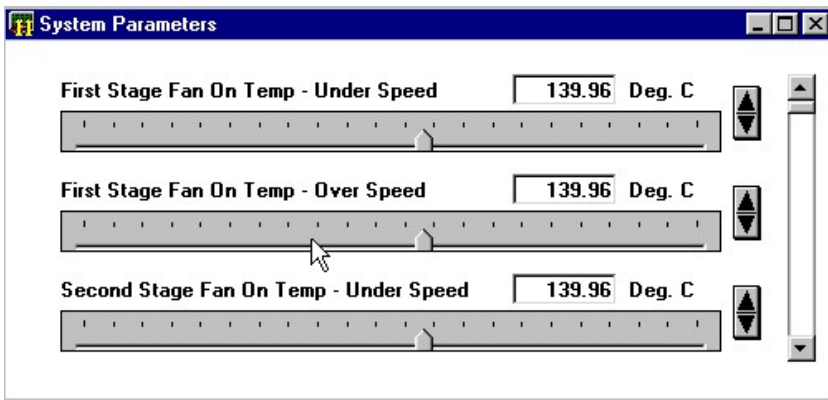 System Parameters
First Stage Fan On Temp - Under Speed 139.96 Deg. C
First Stage Fan On Temp - Over Speed 139.96 Deg. C
Second Stage Fan On Temp - Under Speed 139.96 Deg. C